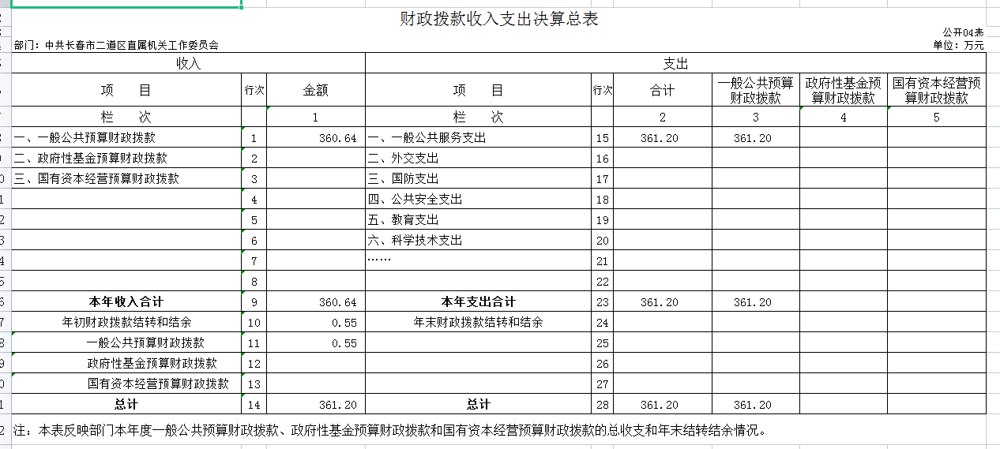 财政拨款收入支出决算总表
公开04表
部门：中共长春市二道区直属机关工作委员会 单位：万元
收入 支出
项 目 行次 金额 项 目 行次 合计 一般公共预算财政拨款 政府性基金预算财政拨款 国有资本经营预算财政拨款
栏 次 1 栏 次 2 3 4 5
一、一般公共预算财政拨款 1 360.64 一、一般公共服务支出 15 361.20 361.20
二、政府性基金预算财政拨款 2 二、外交支出 16
三、国有资本经营预算财政拨款 3 三、国防支出 17
4 四、公共安全支出 18
5 五、教育支出 19
6 六、科学技术支出 20
7 …… 21
8 22
本年收入合计 9 360.64 本年支出合计 23 361.20 361.20
年初财政拨款结转和结余 10 0.55 年末财政拨款结转和结余 24
一般公共预算财政拨款 11 0.55 25
政府性基金预算财政拨款 12 26
国有资本经营预算财政拨款 13 27
总计 14 361.20 总计 28 361.20 361.20
注：本表反映部门本年度一般公共预算财政拨款、政府性基金预算财政拨款和国有资本经营预算财政拨款的总收支和年末结转结余情况。